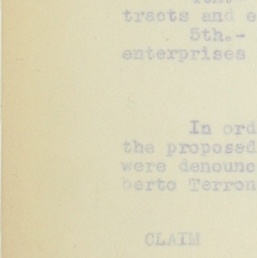 tracts and e
5th.-
enterprises
In ord
the proposed
were denounc
berto Terron
CLAIM